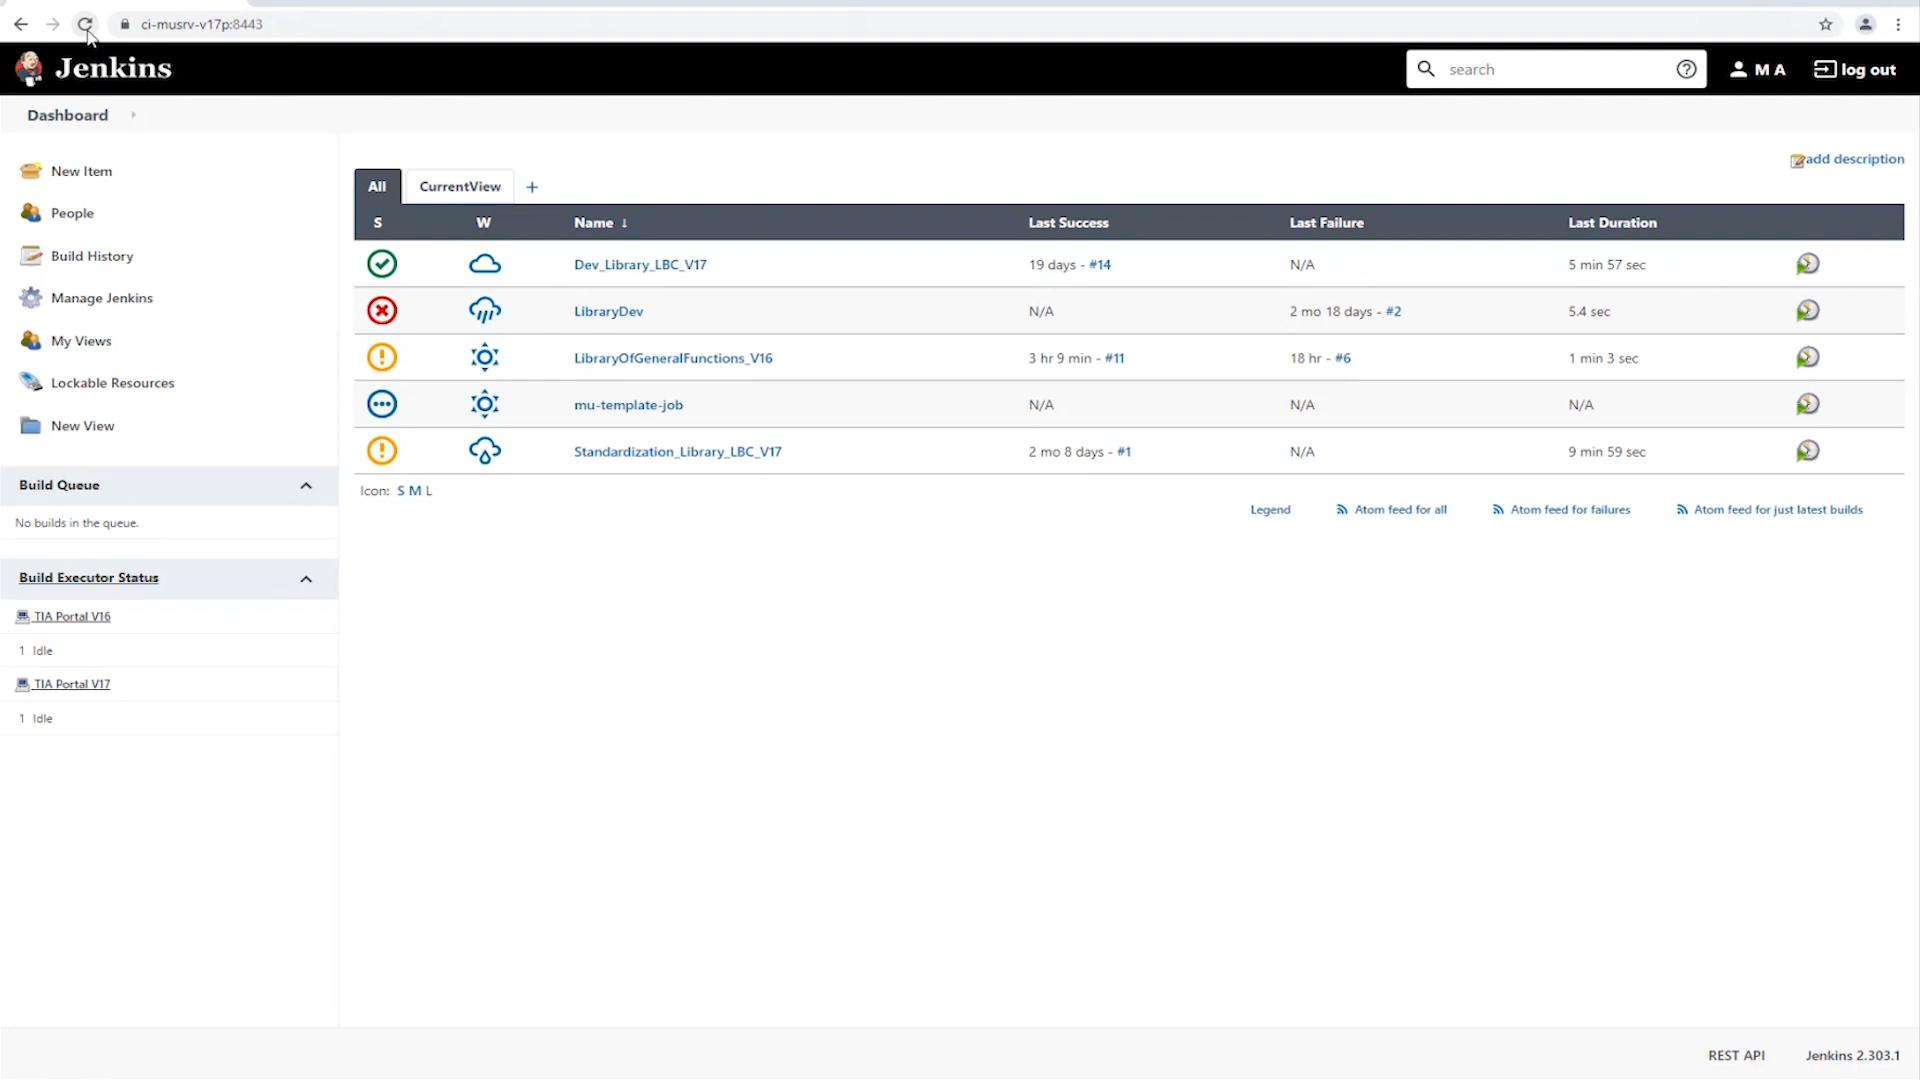 ci-musrv-v17p:8443
Jenkins
search
M A
log out
Dashboard
New Item
People
Build History
Manage Jenkins
My Views
Lockable Resources
New View
Build Queue
No builds in the queue.
Build Executor Status
TIA Portal V16
1 Idle
TIA Portal V17
1 Idle
add description
All CurrentView +
S W Name ↓ Last Success Last Failure Last Duration
Dev_Library_LBC_V17 19 days - #14 N/A 5 min 57 sec
LibraryDev N/A 2 mo 18 days - #2 5.4 sec
LibraryOfGeneralFunctions_V16 3 hr 9 min - #11 18 hr - #6 1 min 3 sec
mu-template-job N/A N/A N/A
Standardization_Library_LBC_V17 2 mo 8 days - #1 N/A 9 min 59 sec
Icon: S M L
Legend Atom feed for all Atom feed for failures Atom feed for just latest builds
REST API Jenkins 2.303.1